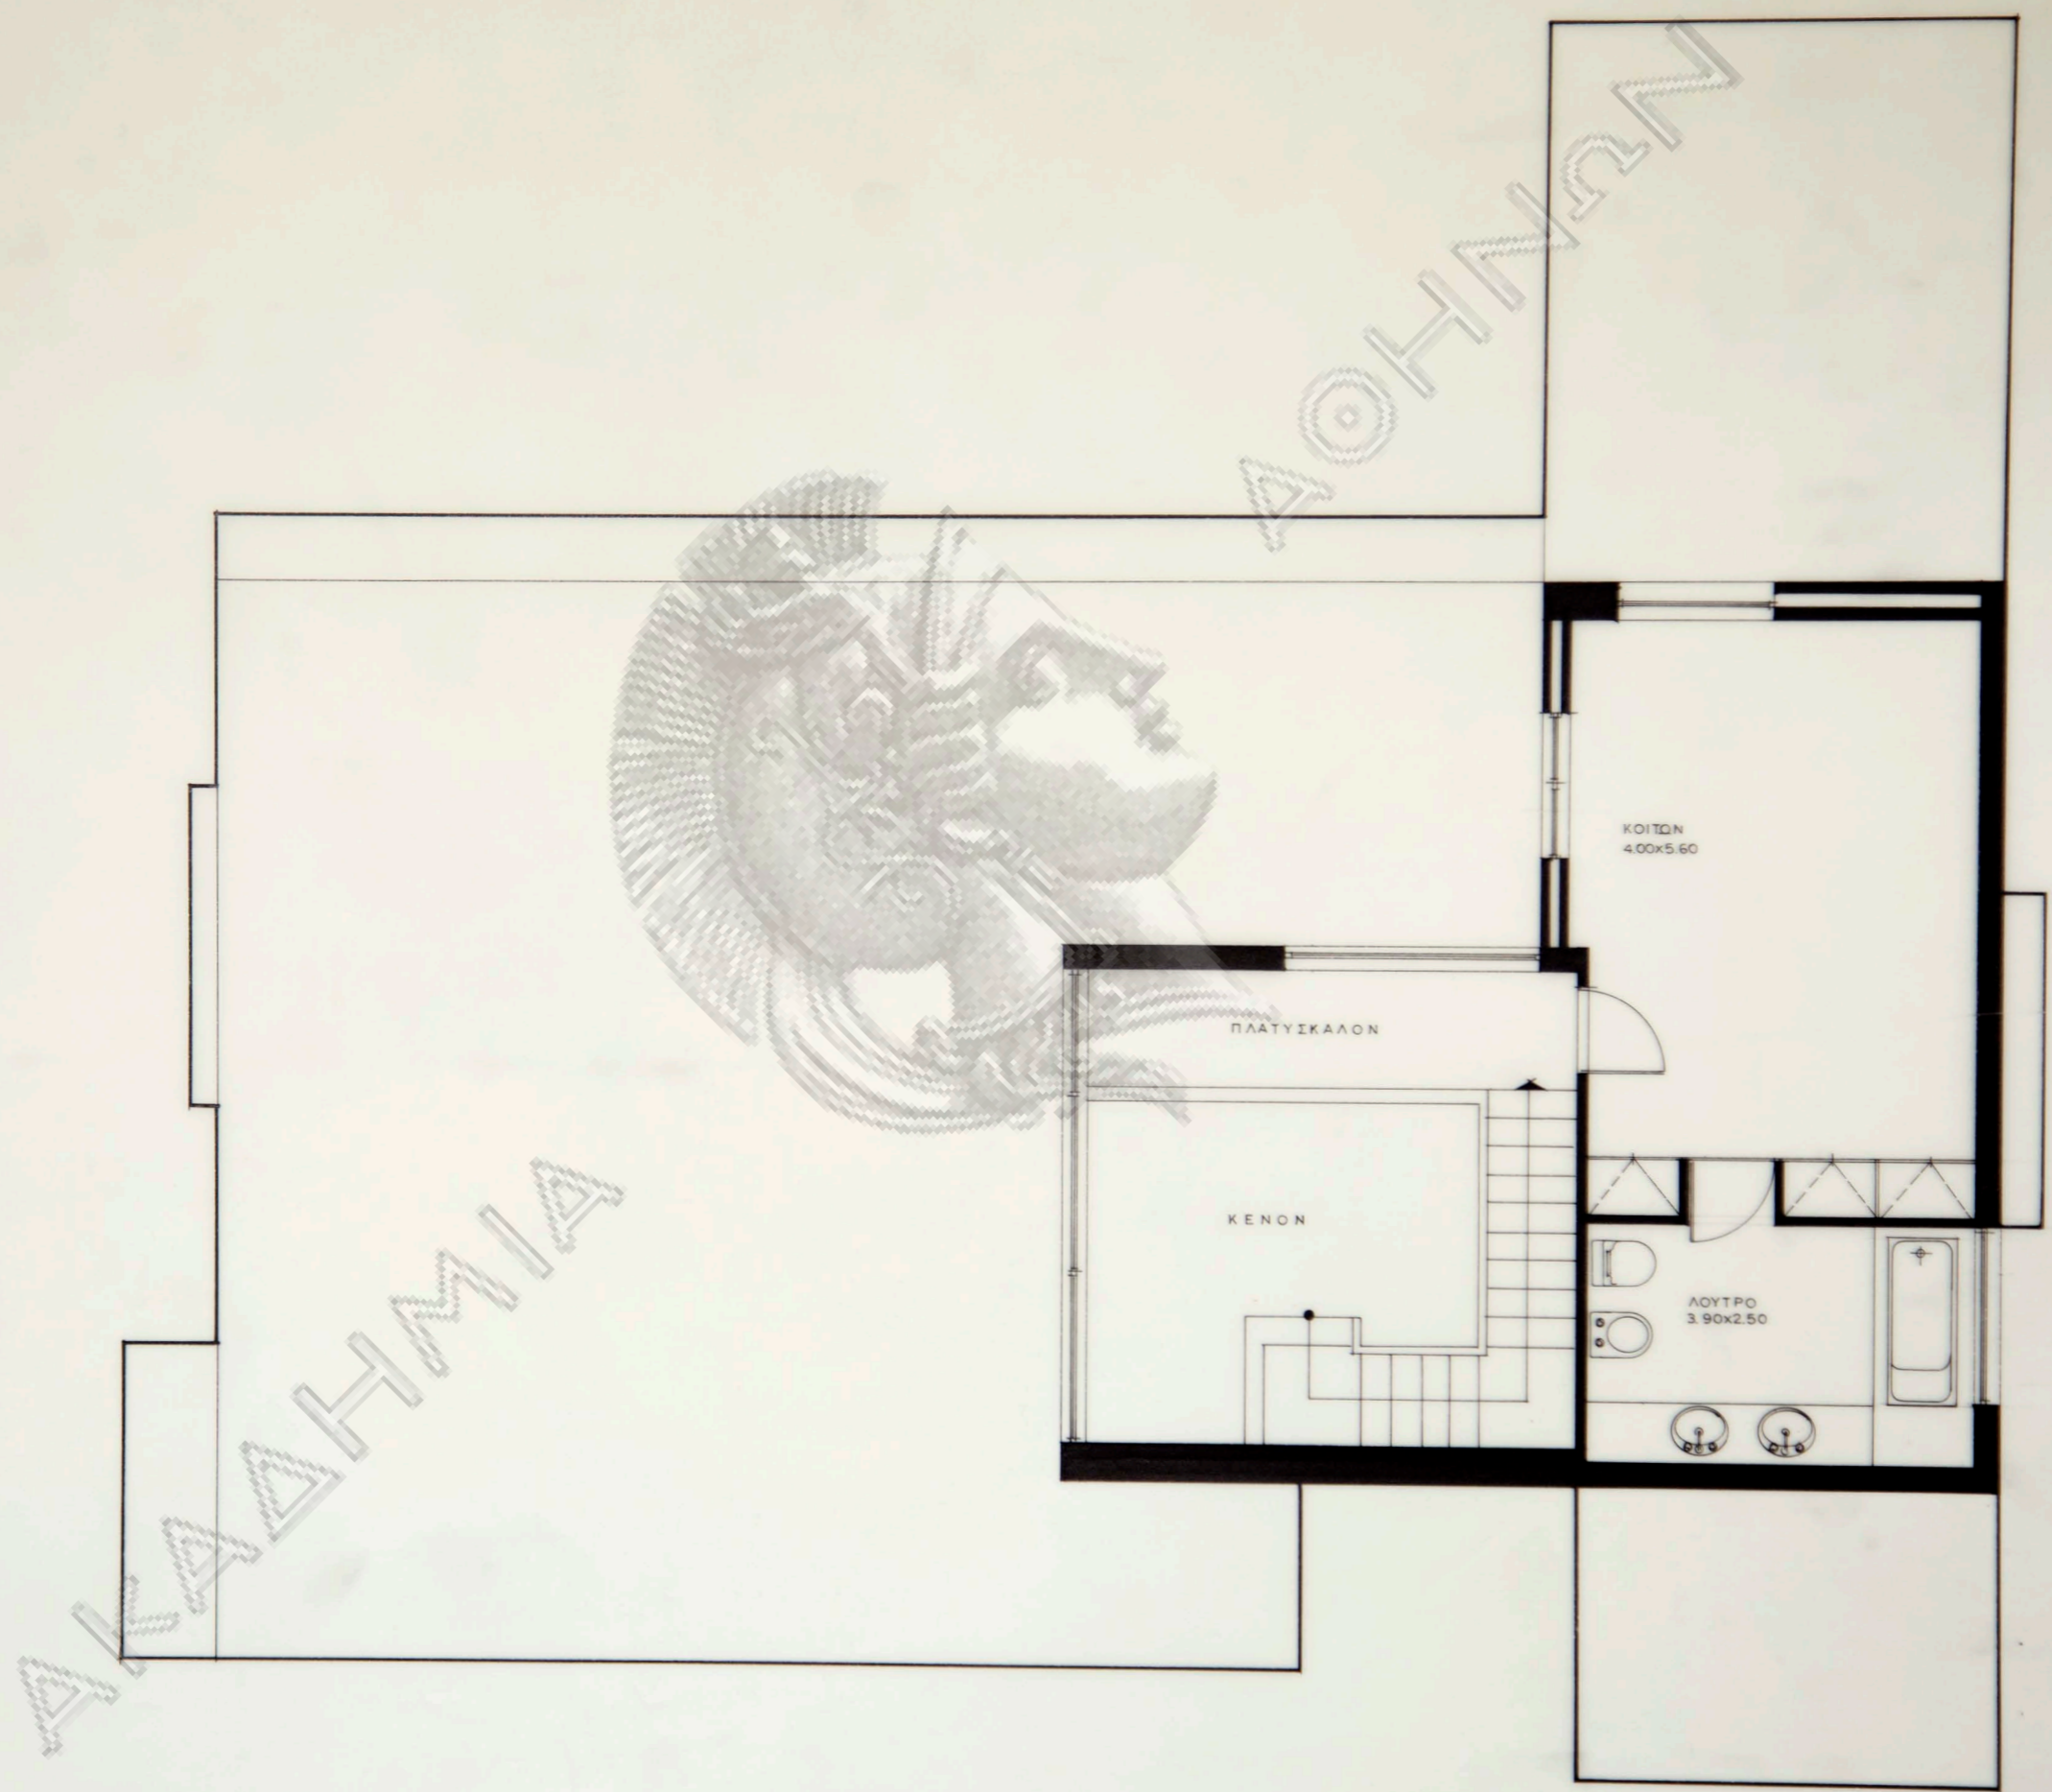 ΑΘΗΝΩΝ
ΚΟΙΤΩΝ
4.00x5.60
ΠΛΑΤΥΣΚΑΛΟΝ
ΚΕΝΟΝ
ΛΟΥΤΡΟ
3.90x2.50
ΑΚΑΔΗΜΙΑ